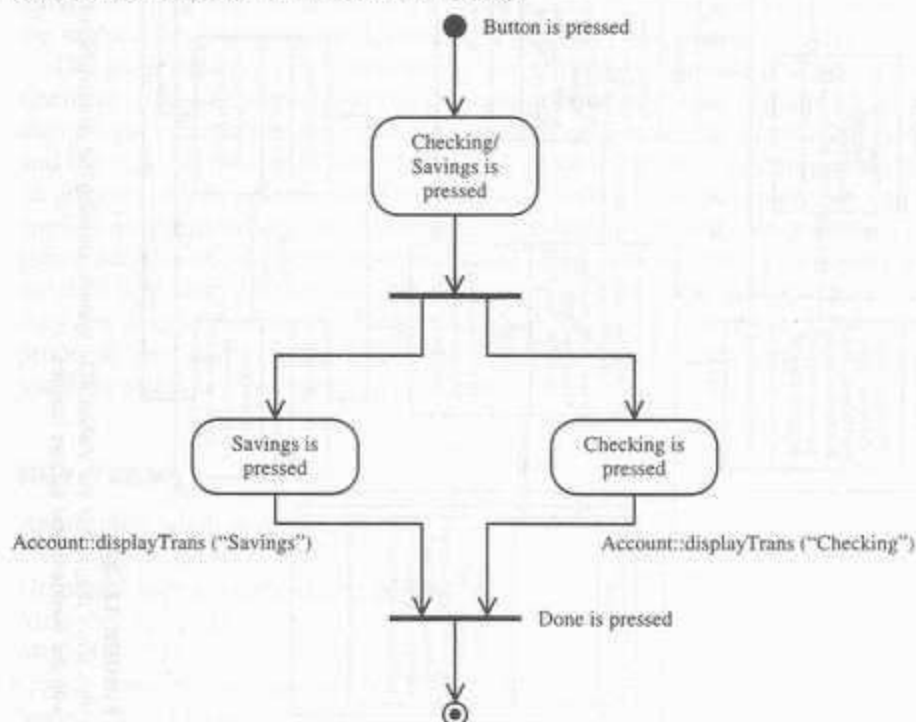 Button is pressed
Checking/
Savings is
pressed
Savings is
pressed
Checking is
pressed
Account::displayTrans (“Savings”)
Account::displayTrans (“Checking”)
Done is pressed